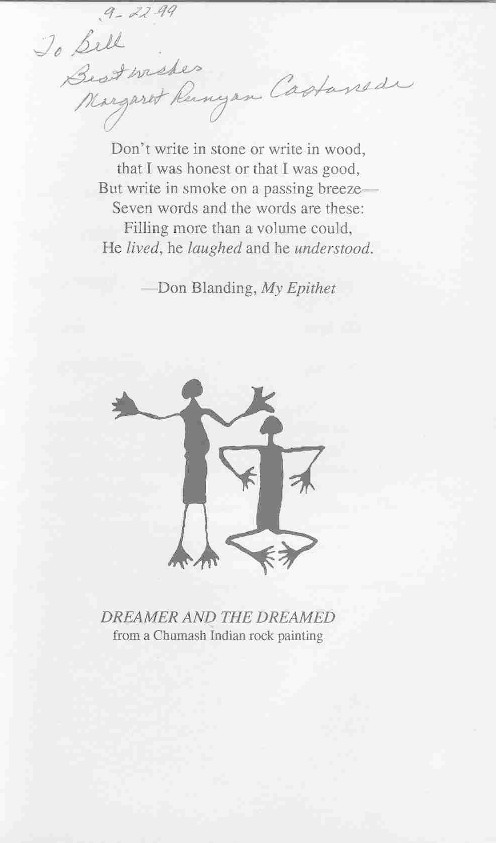 9-22-99
To Bill
Best wishes
Margaret Runyan Castaneda
Don't write in stone or write in wood,
that I was honest or that I was good,
But write in smoke on a passing breeze—
Seven words and the words are these:
Filling more than a volume could,
He lived, he laughed and he understood.
—Don Blanding, My Epithet
DREAMER AND THE DREAMED
from a Chumash Indian rock painting